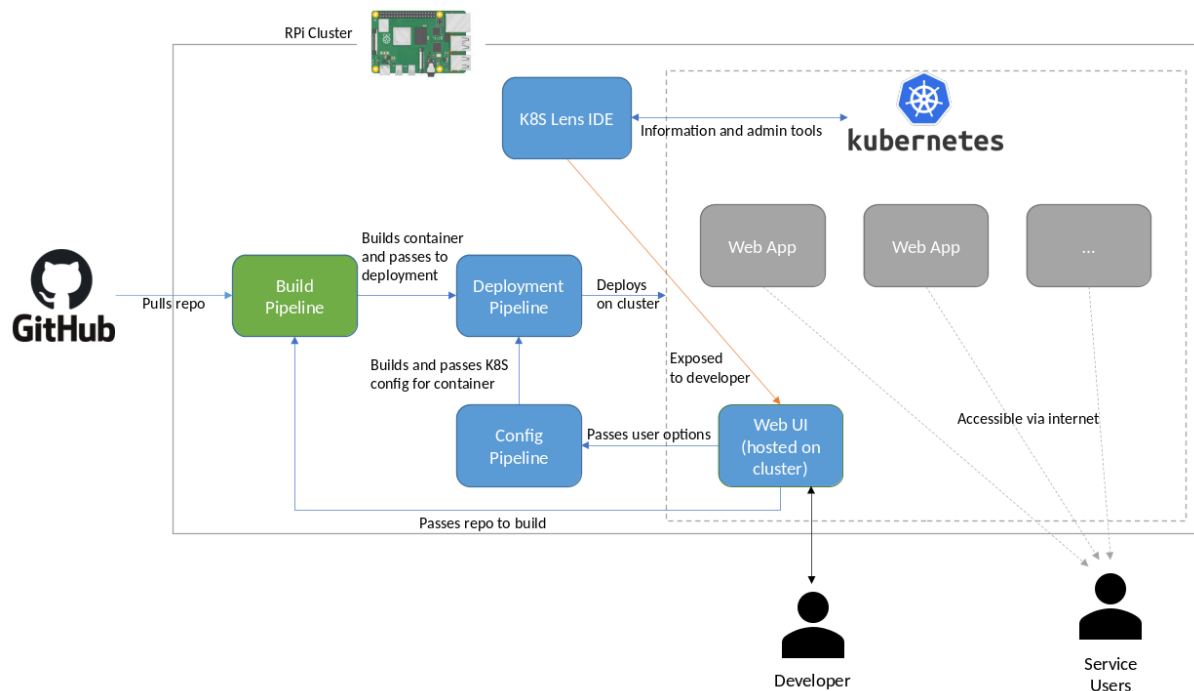 RPi Cluster
K8S Lens IDE
Information and admin tools
kubernetes
Web App
Web App
...
GitHub
Pulls repo
Build
Pipeline
Builds container
and passes to
deployment
Deployment
Pipeline
Deploys
on cluster
Builds and passes K8S
config for container
Exposed
to developer
Config
Pipeline
Passes user options
Web UI
(hosted on
cluster)
Accessible via internet
Passes repo to build
Developer
Service
Users